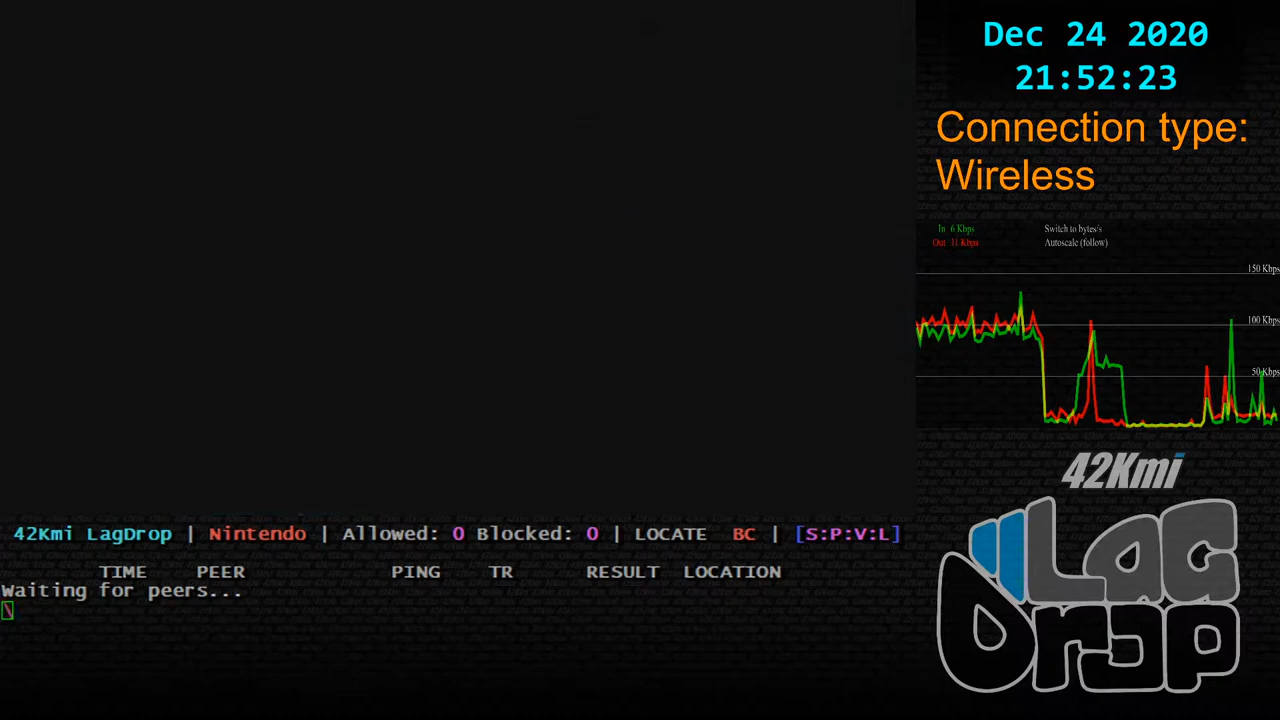 Dec 24 2020
21:52:23
Connection type:
Wireless
In 6 Kbps
Switch to bytes/s
Out 11 Kbps
Autoscale (follow)
150 Kbps
100 Kbps
50 Kbps
42Kmi
LagDrop
42Kmi LagDrop | Nintendo | Allowed: 0 Blocked: 0 | LOCATE BC | [S:P:V:L]
TIME PEER PING TR RESULT LOCATION
Waiting for peers...
\